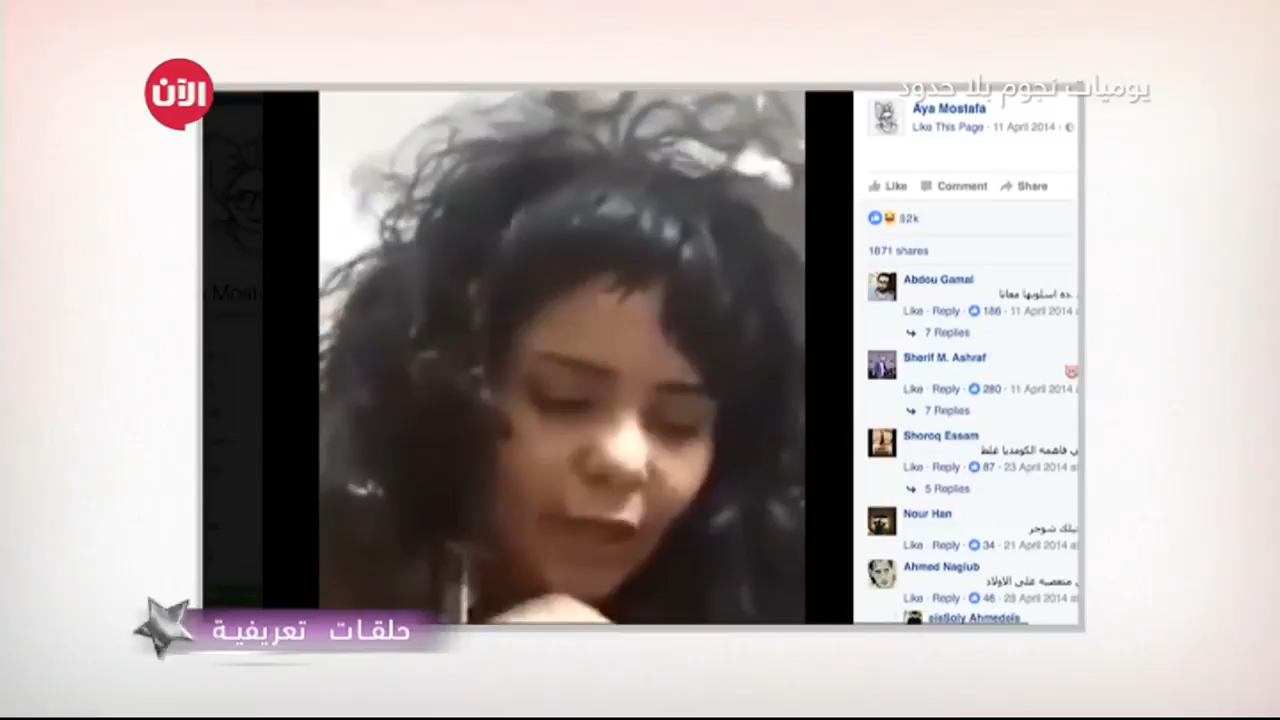 الآن
يوميات نجوم بلا حدود
Aya Mostafa
Like This Page · 11 April 2014 ·
Like Comment Share
92k
1871 shares
Abdou Gamal
ده اسلوبها معانا
Like · Reply · 186 · 11 April 2014 a
7 Replies
Sherif M. Ashraf
Like · Reply · 280 · 11 April 2014 a
7 Replies
Shoroq Essam
فاهمه الكومديا غلط
Like · Reply · 87 · 23 April 2014 at
5 Replies
Nour Han
Like · Reply · 34 · 21 April 2014 at
Ahmed Nagiub
متعصبه على الاولاد
Like · Reply · 46 · 28 April 2014 a
حلقات تعريفية